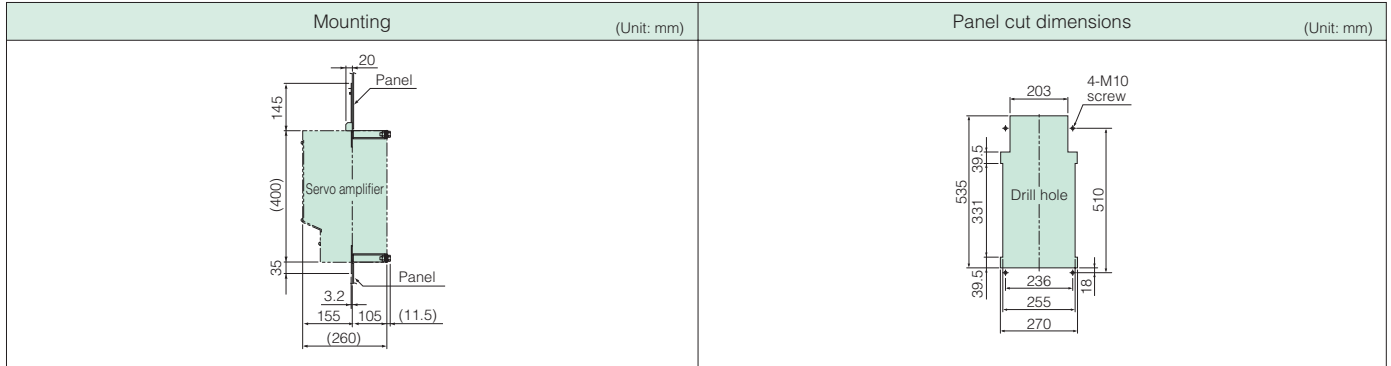 Mounting
(Unit: mm)
Panel cut dimensions
(Unit: mm)
20
Panel
145
(400)
Servo amplifier
35
Panel
3.2
155
105
(11.5)
(260)
4-M10
screw
203
39.5
535
331
Drill hole
510
39.5
236
18
255
270